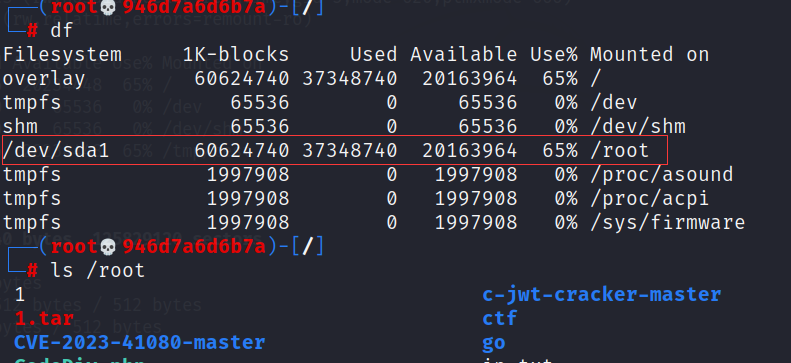 (root💀946d7a6d6b7a)-[/]
# df
Filesystem 1K-blocks Used Available Use% Mounted on
overlay 60624740 37348740 20163964 65% /
tmpfs 65536 0 65536 0% /dev
shm 65536 0 65536 0% /dev/shm
/dev/sda1 60624740 37348740 20163964 65% /root
tmpfs 1997908 0 1997908 0% /proc/asound
tmpfs 1997908 0 1997908 0% /proc/acpi
tmpfs 1997908 0 1997908 0% /sys/firmware
(root💀946d7a6d6b7a)-[/]
# ls /root
1 c-jwt-cracker-master
1.tar ctf
CVE-2023-41080-master go